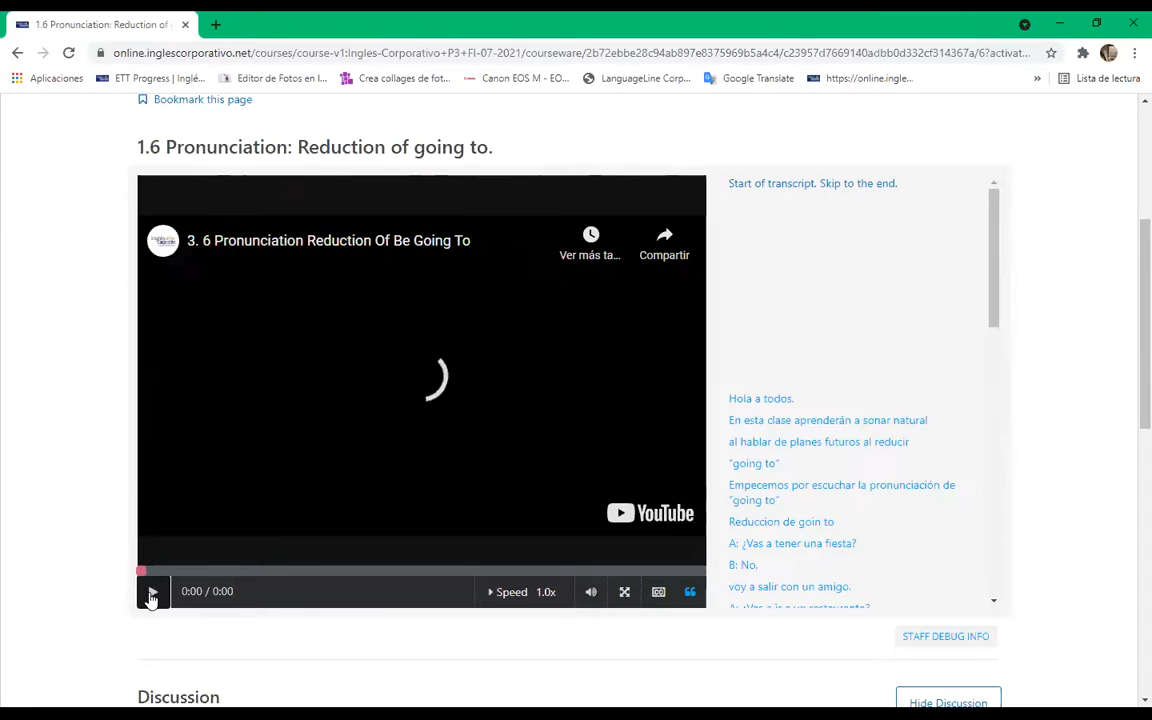 1.6 Pronunciation: Reduction of
online.inglescorporativo.net/courses/course-v1:Ingles-Corporativo+P3+FI-07-2021/courseware/2b72ebbe28c94ab897e8375969b5a4c4/c23957d7669140adbb0d332cf314367a/6?activat...
Aplicaciones
ETT Progress | Inglé...
Editor de Fotos en l...
Crea collages de fot...
Canon EOS M - EO...
LanguageLine Corp...
Google Translate
https://online.ingle...
»
Lista de lectura
Bookmark this page
1.6 Pronunciation: Reduction of going to.
3. 6 Pronunciation Reduction Of Be Going To
Ver más ta...
Compartir
YouTube
0:00 / 0:00
Speed 1.0x
Start of transcript. Skip to the end.
Hola a todos.
En esta clase aprenderán a sonar natural
al hablar de planes futuros al reducir
"going to"
Empecemos por escuchar la pronunciación de
"going to"
Reduccion de goin to
A: ¿Vas a tener una fiesta?
B: No,
voy a salir con un amigo.
A: ¿Vas a ir a un restaurante?
STAFF DEBUG INFO
Discussion
Hide Discussion